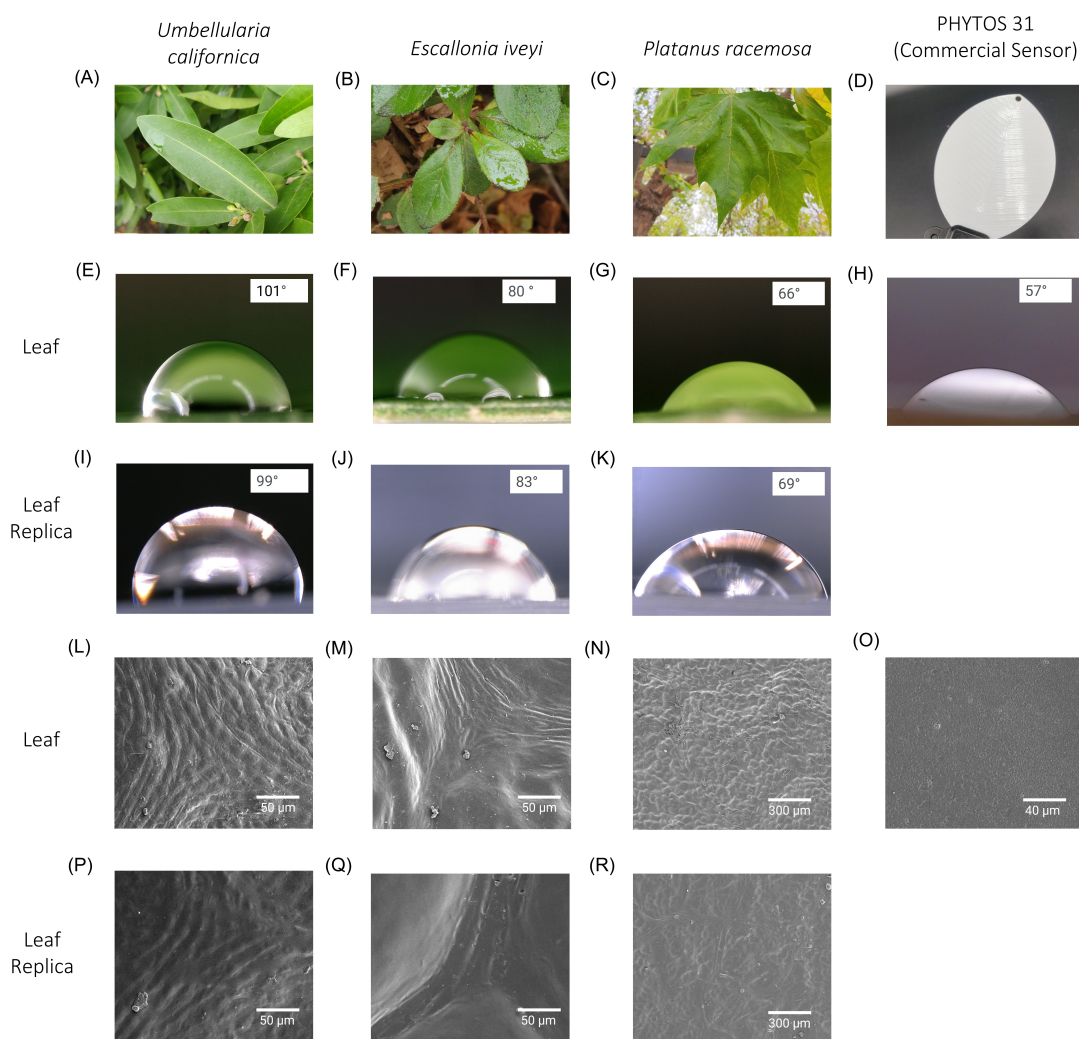 Umbellularia
californica
Escallonia iveyi
Platanus racemosa
PHYTOS 31
(Commercial Sensor)
(A)
(B)
(C)
(D)
(E)
(F)
(G)
(H)
Leaf
101°
80 °
66°
57°
(I)
(J)
(K)
Leaf
Replica
99°
83°
69°
(L)
(M)
(N)
(O)
Leaf
50 µm
50 µm
300 µm
40 µm
(P)
(Q)
(R)
Leaf
Replica
50 µm
50 µm
300 µm